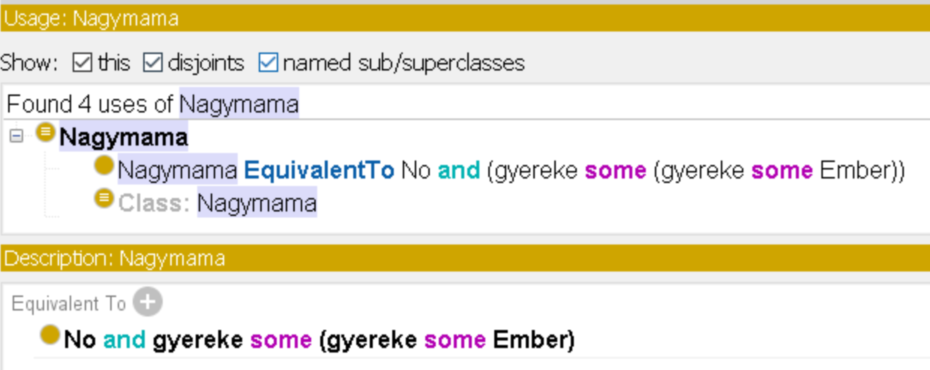 Usage: Nagymama
Show: this disjoints named sub/superclasses
Found 4 uses of Nagymama
Nagymama
Nagymama EquivalentTo No and (gyereke some (gyereke some Ember))
Class: Nagymama
Description: Nagymama
Equivalent To
No and gyereke some (gyereke some Ember)